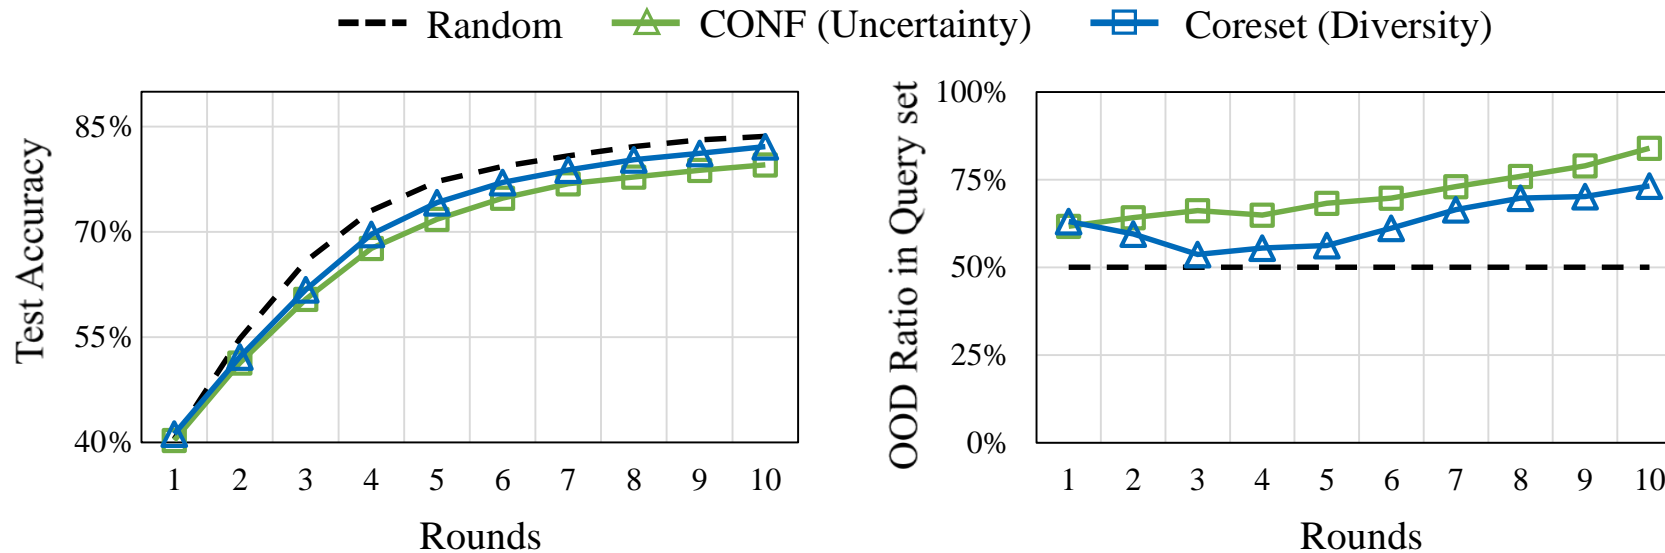 Random CONF (Uncertainty) Coreset (Diversity)
Test Accuracy
85%
70%
55%
40%
1 2 3 4 5 6 7 8 9 10
Rounds
OOD Ratio in Query set
100%
75%
50%
25%
0%
1 2 3 4 5 6 7 8 9 10
Rounds